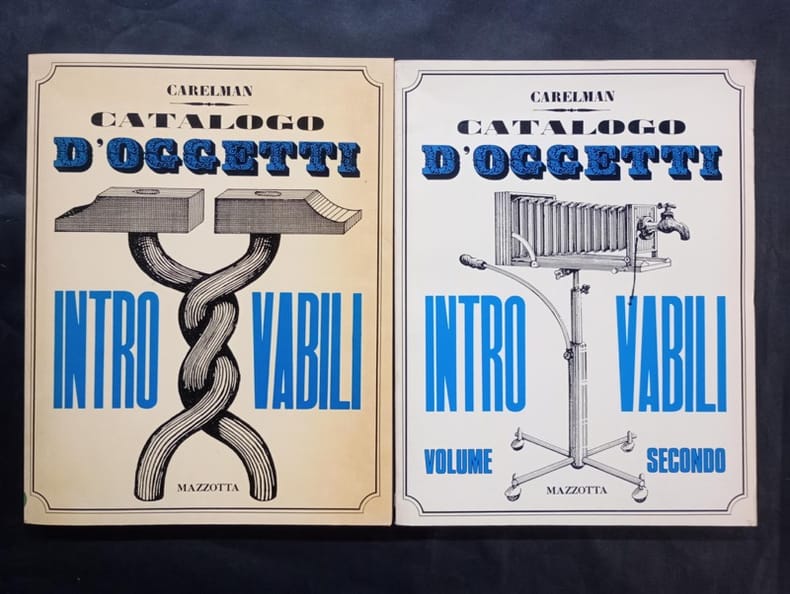 CARELMAN
CATALOGO
D'OGGETTI
INTRO VABILI
MAZZOTTA
CARELMAN
CATALOGO
D'OGGETTI
INTRO VABILI
VOLUME SECONDO
MAZZOTTA